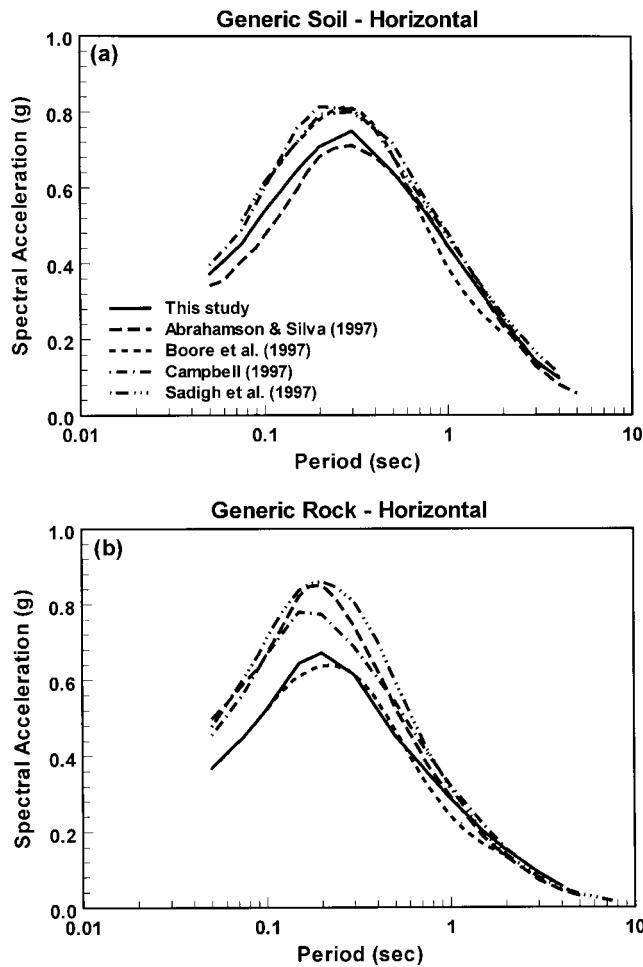 Generic Soil - Horizontal
(a)
1.0
0.8
0.6
0.4
0.2
0.0
Spectral Acceleration (g)
This study
Abrahamson & Silva (1997)
Boore et al. (1997)
Campbell (1997)
Sadigh et al. (1997)
0.01
0.1
1
10
Period (sec)
Generic Rock - Horizontal
(b)
1.0
0.8
0.6
0.4
0.2
0.0
Spectral Acceleration (g)
0.01
0.1
1
10
Period (sec)